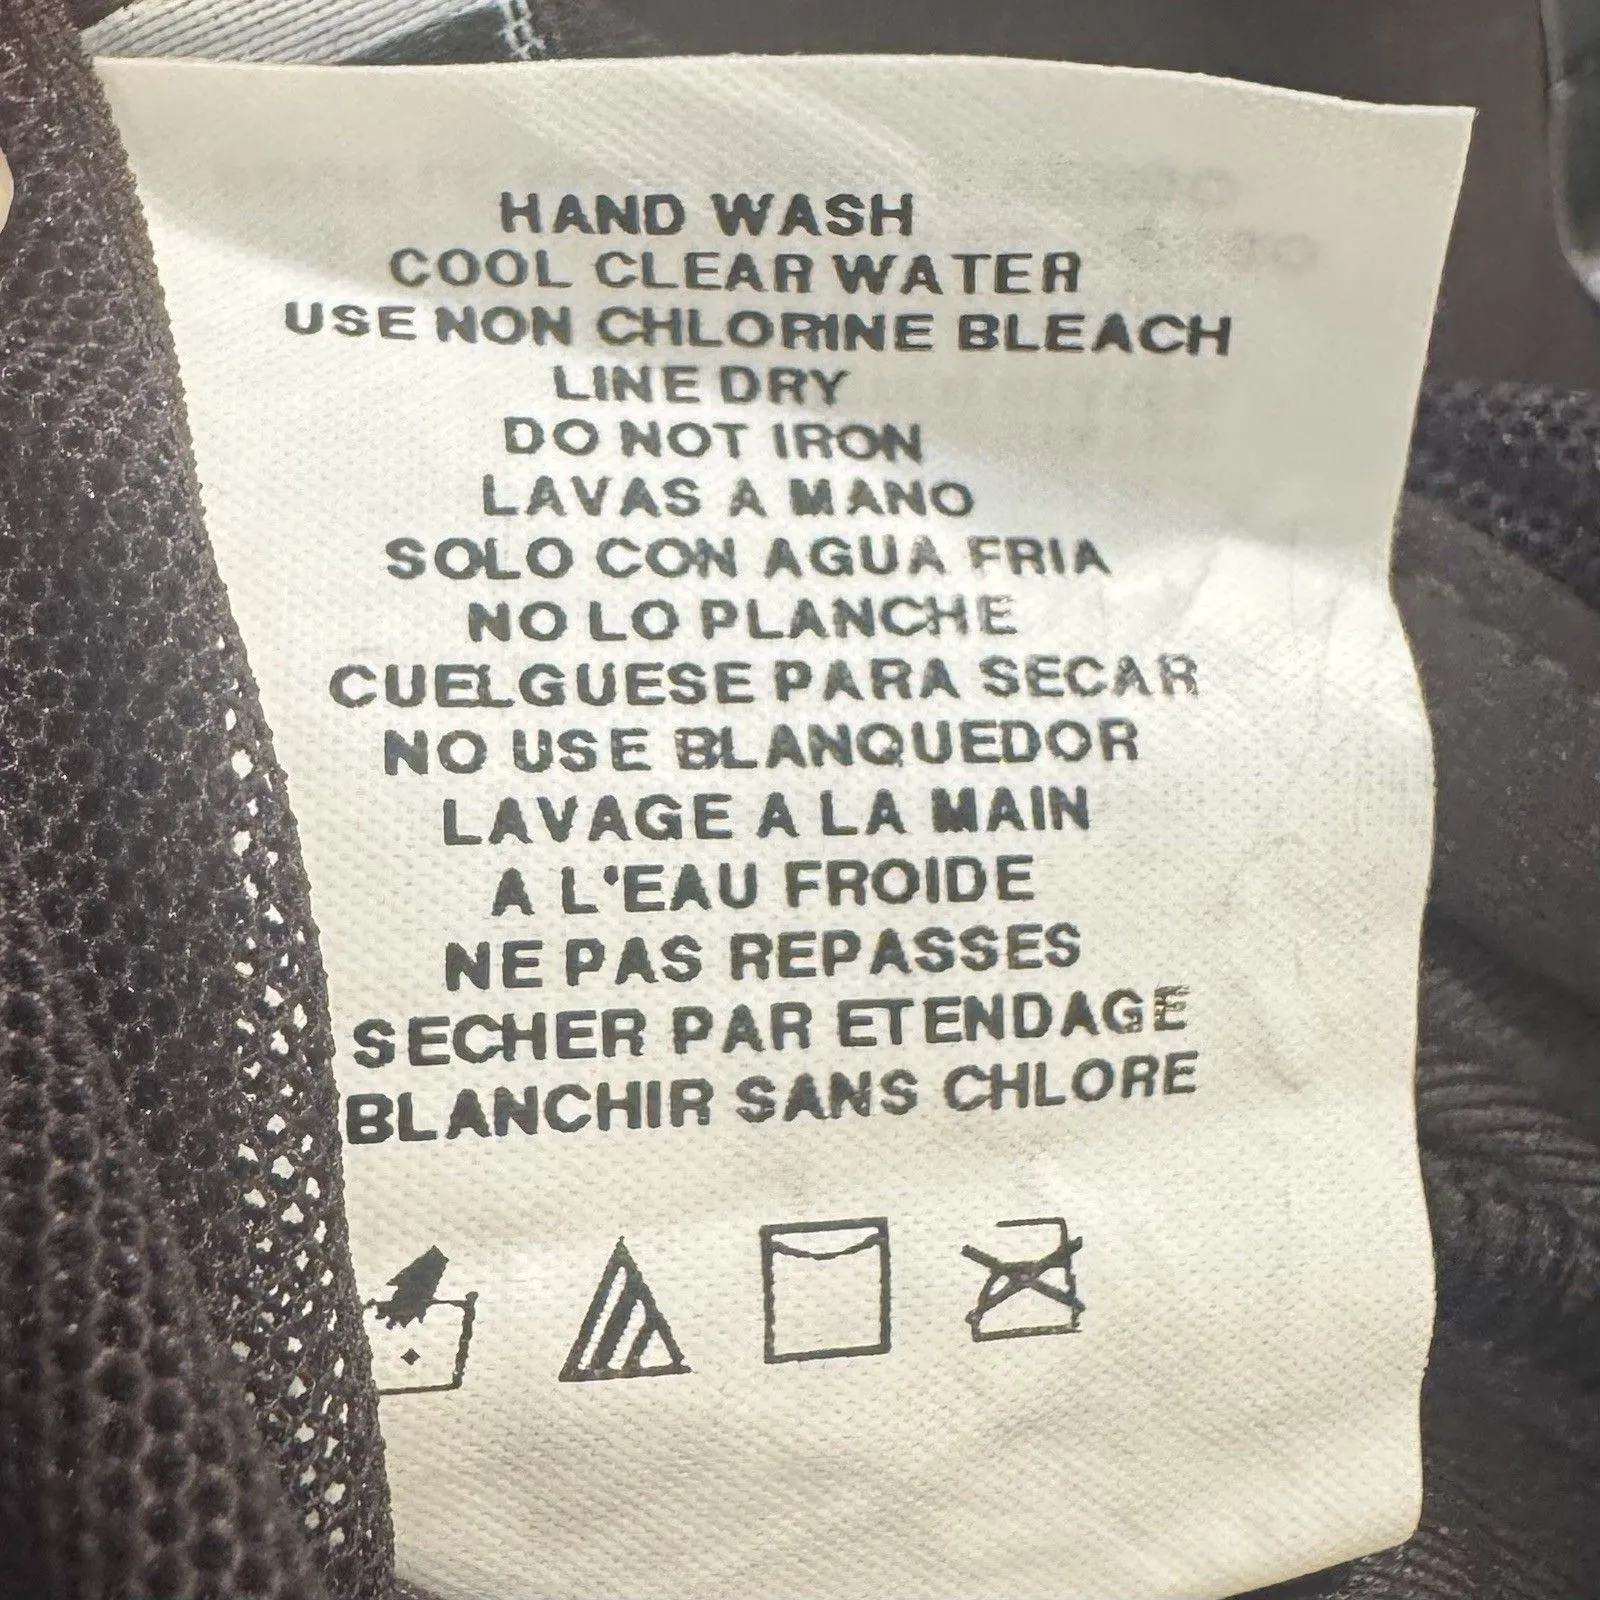 HAND WASH
COOL CLEAR WATER
USE NON CHLORINE BLEACH
LINE DRY
DO NOT IRON
LAVAS A MANO
SOLO CON AGUA FRIA
NO LO PLANCHE
CUELGUESE PARA SECAR
NO USE BLANQUEDOR
LAVAGE A LA MAIN
A L'EAU FROIDE
NE PAS REPASSES
SECHER PAR ETENDAGE
BLANCHIR SANS CHLORE